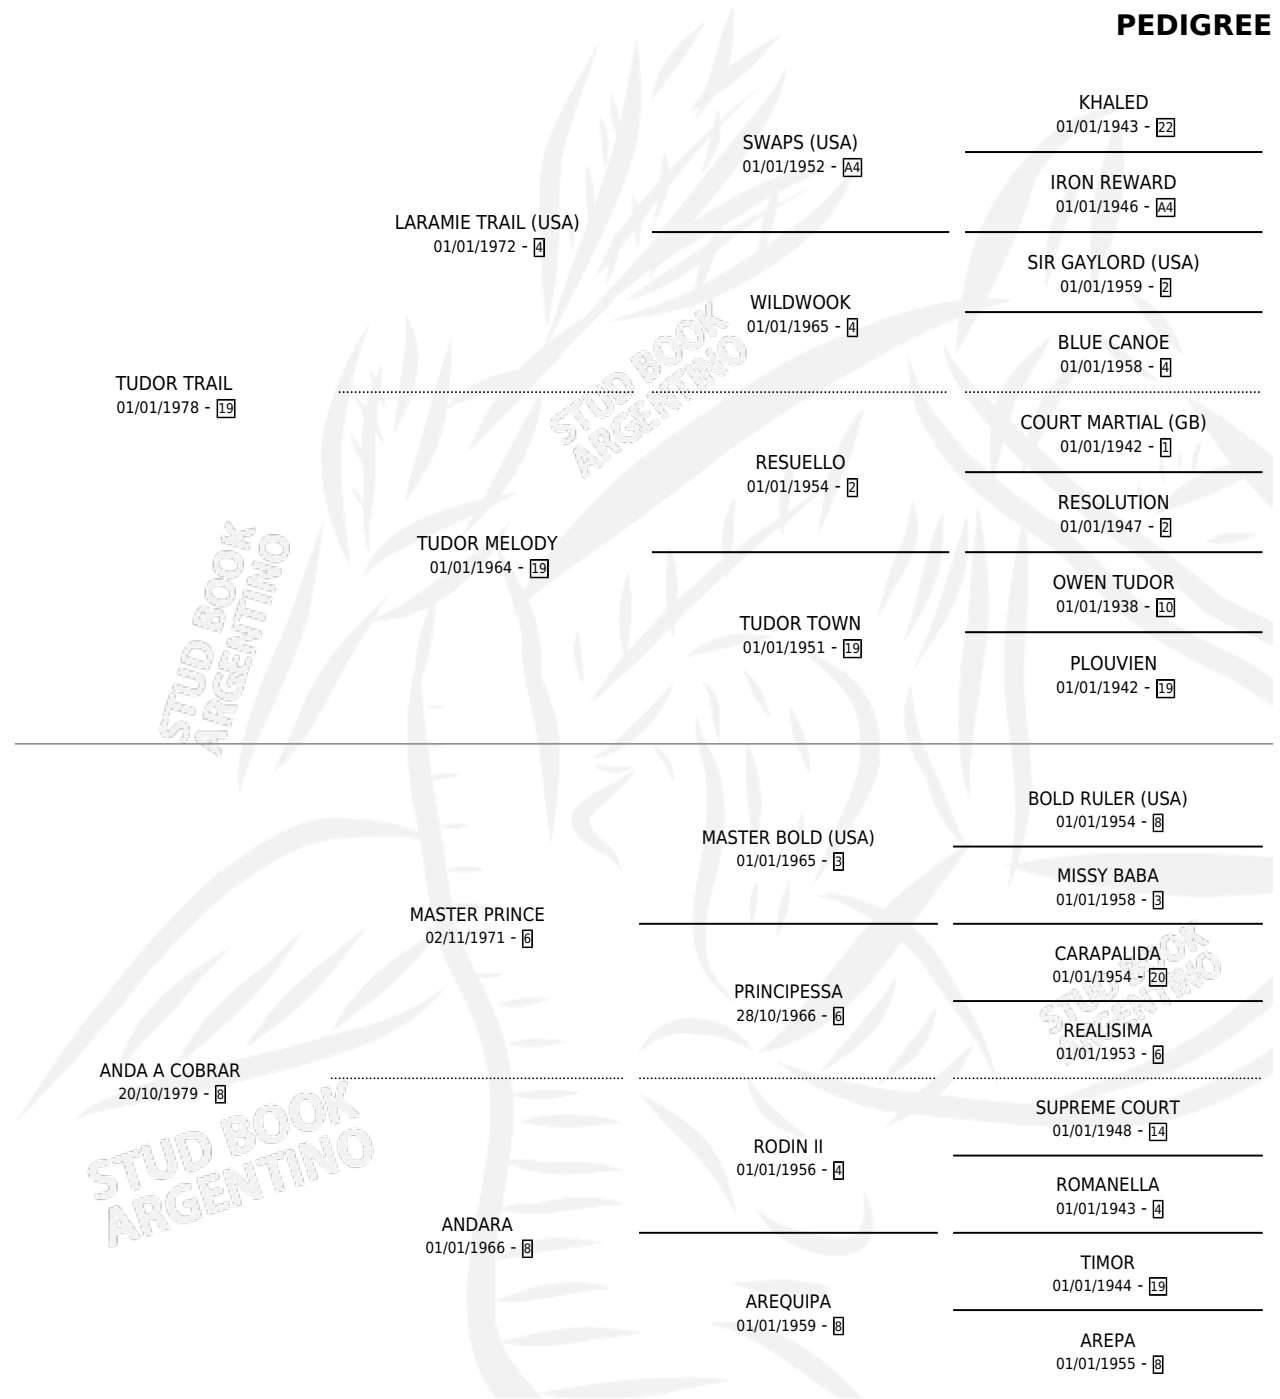 PEDIGREE
KHALED
01/01/1943 - 22
SWAPS (USA)
01/01/1952 - A4
IRON REWARD
01/01/1946 - A4
LARAMIE TRAIL (USA)
01/01/1972 - 4
SIR GAYLORD (USA)
01/01/1959 - 2
WILDWOOK
01/01/1965 - 4
BLUE CANOE
01/01/1958 - 4
STUD BOOK
ARGENTINO
TUDOR TRAIL
01/01/1978 - 19
COURT MARTIAL (GB)
01/01/1942 - 1
RESUELLO
01/01/1954 - 2
RESOLUTION
01/01/1947 - 2
TUDOR MELODY
01/01/1964 - 19
OWEN TUDOR
01/01/1938 - 10
TUDOR TOWN
01/01/1951 - 19
PLOUVIEN
01/01/1942 - 19
STUD BOOK
ARGENTINO
BOLD RULER (USA)
01/01/1954 - 8
MASTER BOLD (USA)
01/01/1965 - 3
MISSY BABA
01/01/1958 - 3
MASTER PRINCE
02/11/1971 - 6
CARAPALIDA
01/01/1954 - 20
PRINCIPESSA
28/10/1966 - 6
REALISIMA
01/01/1953 - 6
STUD BOOK
ARGENTINO
ANDA A COBRAR
20/10/1979 - 8
SUPREME COURT
01/01/1948 - 14
RODIN II
01/01/1956 - 4
ROMANELLA
01/01/1943 - 4
STUD BOOK
ARGENTINO
ANDARA
01/01/1966 - 8
TIMOR
01/01/1944 - 19
AREQUIPA
01/01/1959 - 8
AREPA
01/01/1955 - 8